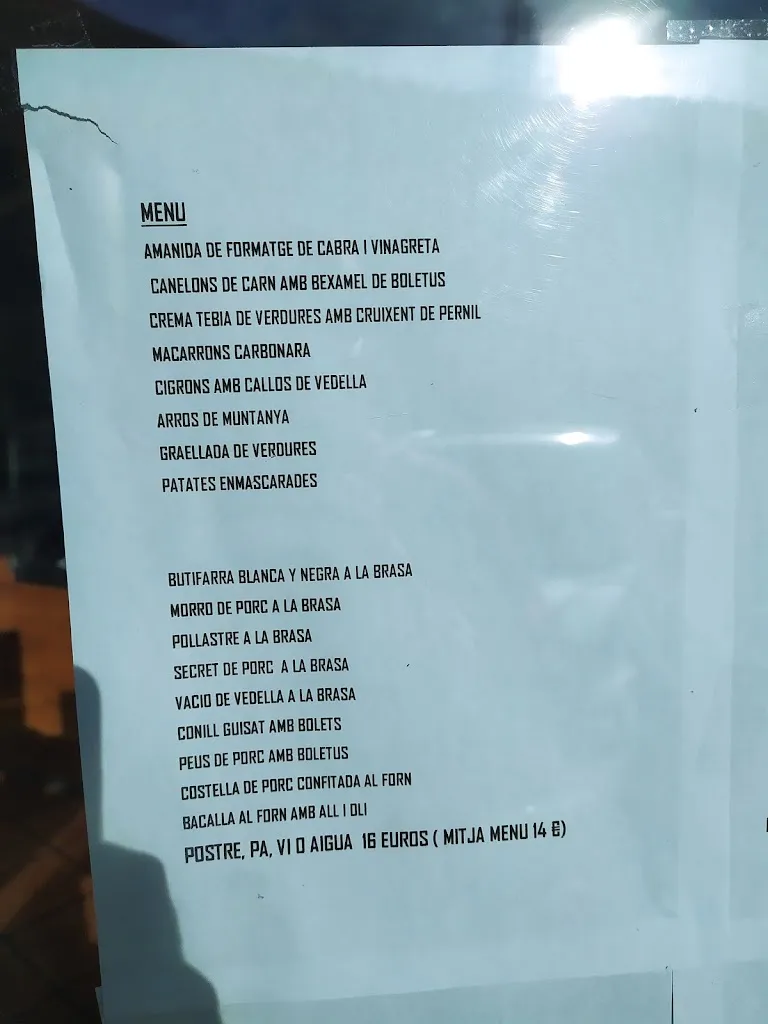 MENU
AMANIDA DE FORMATGE DE CABRA I VINAGRETA
CANELONS DE CARN AMB BEXAMEL DE BOLETUS
CREMA TEBIA DE VERDURES AMB CRUIXENT DE PERNIL
MACARRONS CARBONARA
CIGRONS AMB CALLOS DE VEDELLA
ARROS DE MUNTANYA
GRAELLADA DE VERDURES
PATATES ENMASCARADES
BUTIFARRA BLANCA Y NEGRA A LA BRASA
MORRO DE PORC A LA BRASA
POLLASTRE A LA BRASA
SECRET DE PORC A LA BRASA
VACIO DE VEDELLA A LA BRASA
CONILL GUISAT AMB BOLETS
PEUS DE PORC AMB BOLETUS
COSTELLA DE PORC CONFITADA AL FORN
BACALLA AL FORN AMB ALL I OLI
POSTRE, PA, VI O AIGUA 16 EUROS ( MITJA MENU 14 €)